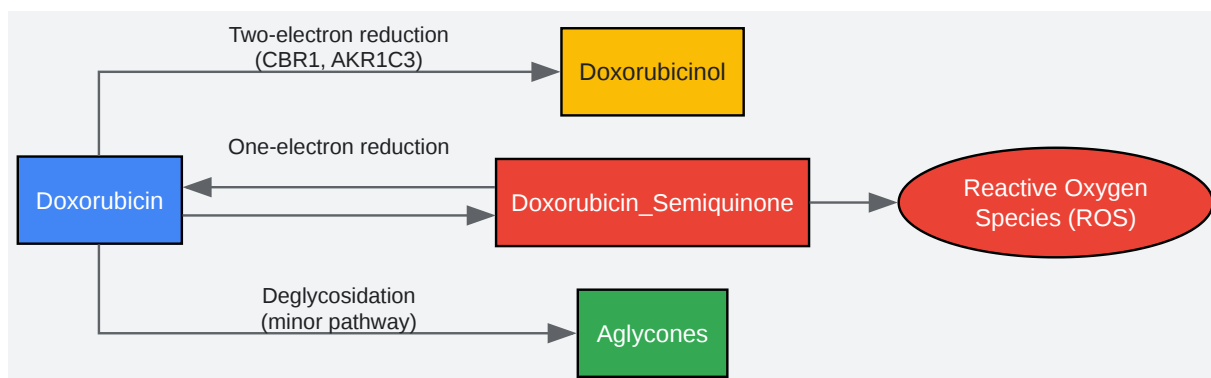 Two-electron reduction
(CBR1, AKR1C3)
Doxorubicinol
One-electron reduction
Doxorubicin
Doxorubicin_Semiquinone
Reactive Oxygen
Species (ROS)
Deglycosidation
(minor pathway)
Aglycones